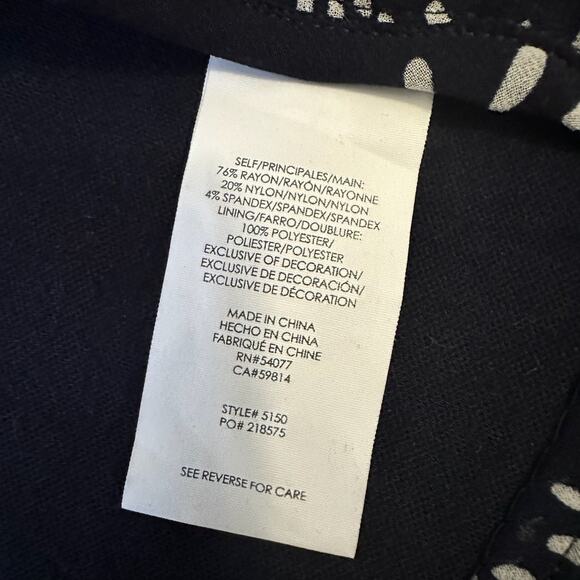 SELF/PRINCIPALES/MAIN:
76% RAYON/RAYÓN/RAYONNE
20% NYLON/NYLON/NYLON
4% SPANDEX/SPANDEX/SPANDEX
LINING/FARRO/DOUBLURE:
100% POLYESTER/
POLIESTER/POLYESTER
EXCLUSIVE OF DECORATION/
EXCLUSIVE DE DECORACIÓN/
EXCLUSIVE DE DÉCORATION
MADE IN CHINA
HECHO EN CHINA
FABRIQUÉ EN CHINE
RN#54077
CA#59814
STYLE# 5150
PO# 218575
SEE REVERSE FOR CARE